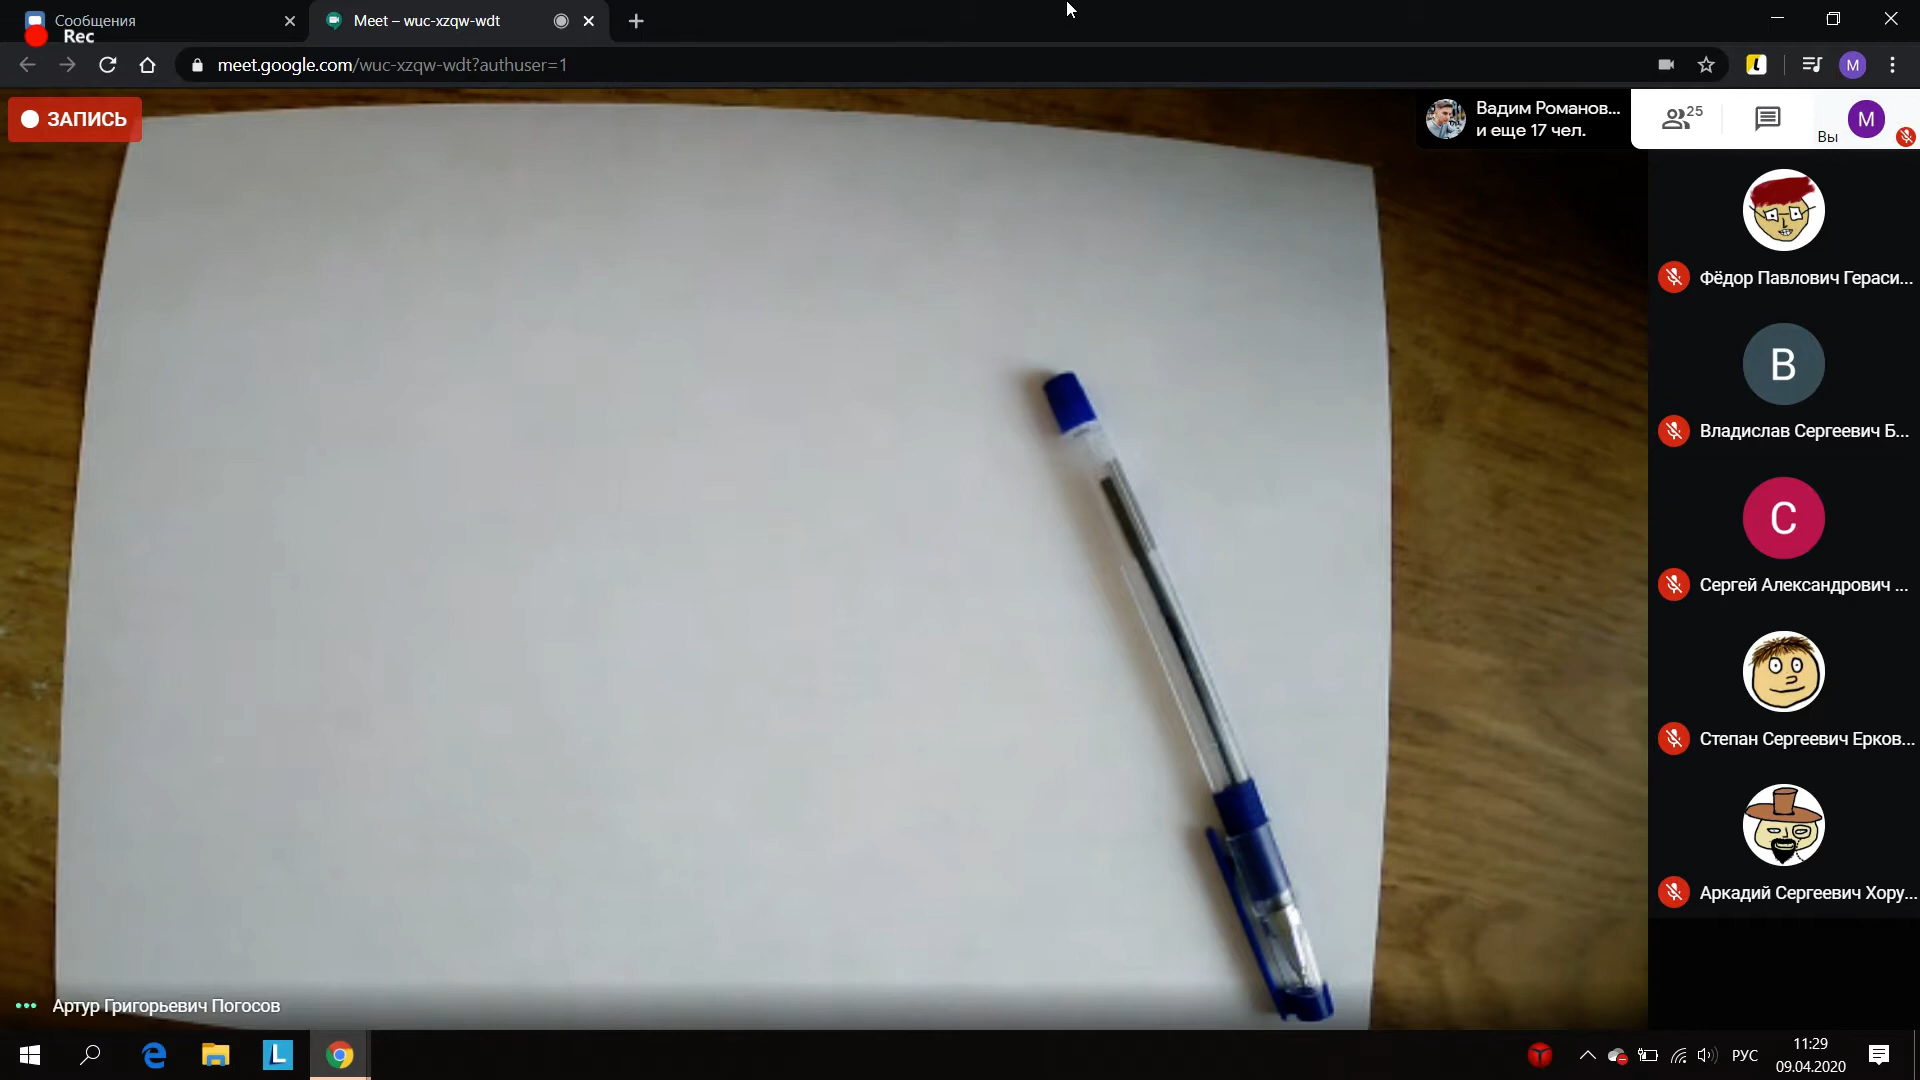 Сообщения
Meet – wuc-xzqw-wdt
Rec
meet.google.com/wuc-xzqw-wdt?authuser=1
L
M
ЗАПИСЬ
Вадим Романов...
и еще 17 чел.
25
Вы
M
Фёдор Павлович Гераси...
В
Владислав Сергеевич Б...
С
Сергей Александрович ...
Степан Сергеевич Ерков...
Аркадий Сергеевич Хору...
Артур Григорьевич Погосов
L
РУС
11:29
09.04.2020